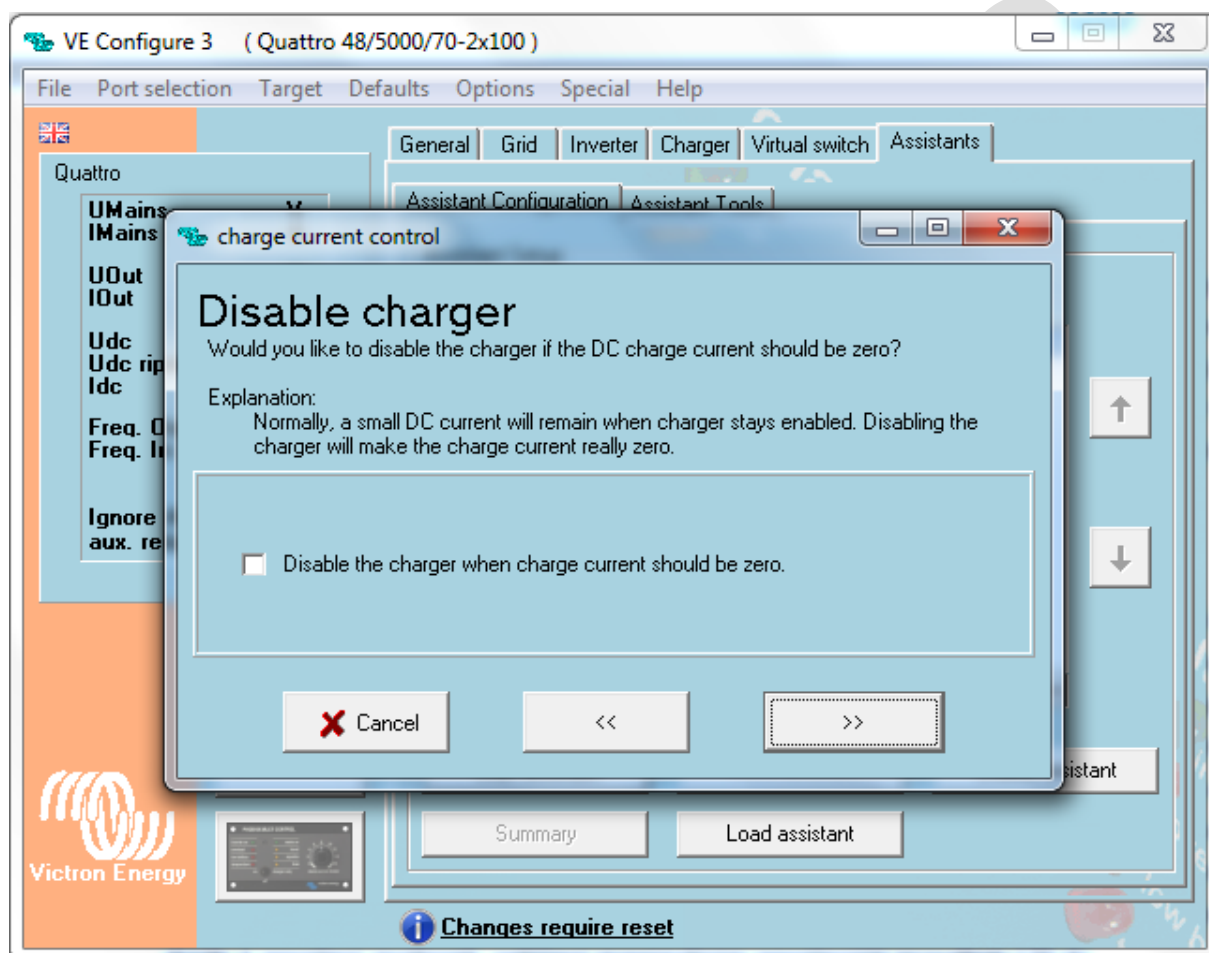 VE Configure 3 ( Quattro 48/5000/70-2x100 )
File Port selection Target Defaults Options Special Help
General Grid Inverter Charger Virtual switch Assistants
Quattro
Assistant Configuration Assistant Tools
UMains V
IMains
charge current control
UOut
IOut
Disable charger
Would you like to disable the charger if the DC charge current should be zero?
Udc
Udc rip
Idc
Explanation:
Normally, a small DC current will remain when charger stays enabled. Disabling the
charger will make the charge current really zero.
Freq. O
Freq. In
Ignore
aux. re
Disable the charger when charge current should be zero.
Cancel << >>
sistant
Summary Load assistant
Victron Energy
Changes require reset